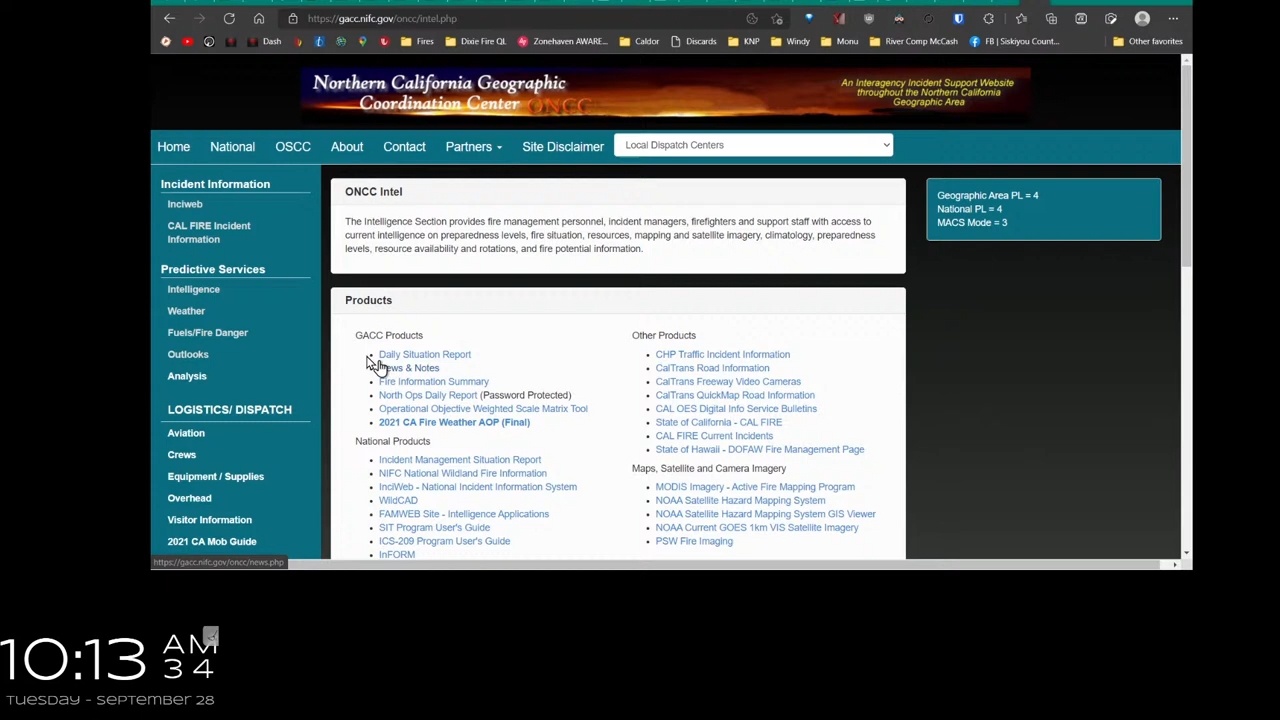 https://gacc.nifc.gov/oncc/intel.php
Dash
Fires
Dixie Fire QL
Zonehaven AWARE...
Caldor
Discards
KNP
Windy
Monu
River Comp McCash
FB | Siskiyou Count...
Other favorites
Northern California Geographic
Coordination Center ONCC
An Interagency Incident Support Website
throughout the Northern California
Geographic Area
Home
National
OSCC
About
Contact
Partners
Site Disclaimer
Local Dispatch Centers
Incident Information
Inciweb
CAL FIRE Incident
Information
Predictive Services
Intelligence
Weather
Fuels/Fire Danger
Outlooks
Analysis
LOGISTICS/ DISPATCH
Aviation
Crews
Equipment / Supplies
Overhead
Visitor Information
2021 CA Mob Guide
ONCC Intel
The Intelligence Section provides fire management personnel, incident managers, firefighters and support staff with access to
current intelligence on preparedness levels, fire situation, resources, mapping and satellite imagery, climatology, preparedness
levels, resource availability and rotations, and fire potential information.
Products
GACC Products
Daily Situation Report
ews & Notes
Fire Information Summary
North Ops Daily Report (Password Protected)
Operational Objective Weighted Scale Matrix Tool
2021 CA Fire Weather AOP (Final)
National Products
Incident Management Situation Report
NIFC National Wildland Fire Information
InciWeb - National Incident Information System
WildCAD
FAMWEB Site - Intelligence Applications
SIT Program User's Guide
ICS-209 Program User's Guide
InFORM
Other Products
CHP Traffic Incident Information
CalTrans Road Information
CalTrans Freeway Video Cameras
CalTrans QuickMap Road Information
CAL OES Digital Info Service Bulletins
State of California - CAL FIRE
CAL FIRE Current Incidents
State of Hawaii - DOFAW Fire Management Page
Maps, Satellite and Camera Imagery
MODIS Imagery - Active Fire Mapping Program
NOAA Satellite Hazard Mapping System
NOAA Satellite Hazard Mapping System GIS Viewer
NOAA Current GOES 1km VIS Satellite Imagery
PSW Fire Imaging
Geographic Area PL = 4
National PL = 4
MACS Mode = 3
https://gacc.nifc.gov/oncc/news.php
10:13 AM
34
TUESDAY - SEPTEMBER 28